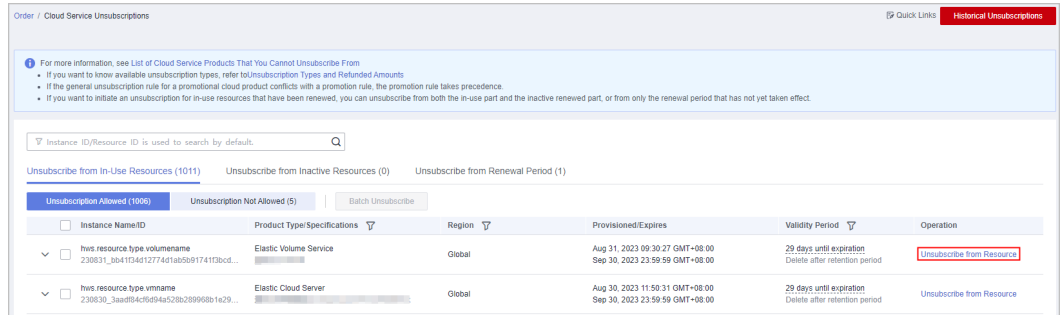 Order / Cloud Service Unsubscriptions
Quick Links
Historical Unsubscriptions
For more information, see List of Cloud Service Products That You Cannot Unsubscribe From
• If you want to know available unsubscription types, refer toUnsubscription Types and Refunded Amounts
• If the general unsubscription rule for a promotional cloud product conflicts with a promotion rule, the promotion rule takes precedence.
• If you want to initiate an unsubscription for in-use resources that have been renewed, you can unsubscribe from both the in-use part and the inactive renewed part, or from only the renewal period that has not yet taken effect.
Instance ID/Resource ID is used to search by default.
Unsubscribe from In-Use Resources (1011) Unsubscribe from Inactive Resources (0) Unsubscribe from Renewal Period (1)
Unsubscription Allowed (1006) Unsubscription Not Allowed (5) Batch Unsubscribe
Instance Name/ID Product Type/Specifications Region Provisioned/Expires Validity Period Operation
hws.resource.type.volumename Elastic Volume Service Global Aug 31, 2023 09:30:27 GMT+08:00 29 days until expiration Unsubscribe from Resource
230831_bb41f34d12774d1ab5b91741f3bcd... Sep 30, 2023 23:59:59 GMT+08:00 Delete after retention period
hws.resource.type.vmname Elastic Cloud Server Global Aug 30, 2023 11:50:31 GMT+08:00 29 days until expiration Unsubscribe from Resource
230830_3aadf84cf6d94a528b289968b1e29... Sep 30, 2023 23:59:59 GMT+08:00 Delete after retention period